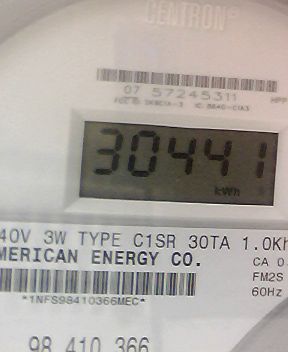 CENTRON®
07 57245311
30441
kWh
40V 3W TYPE C1SR 30TA 1.0Kh
MERICAN ENERGY CO.
CA 0.
FM2S
60Hz
*1NFS98410366MEC*
98 410 366